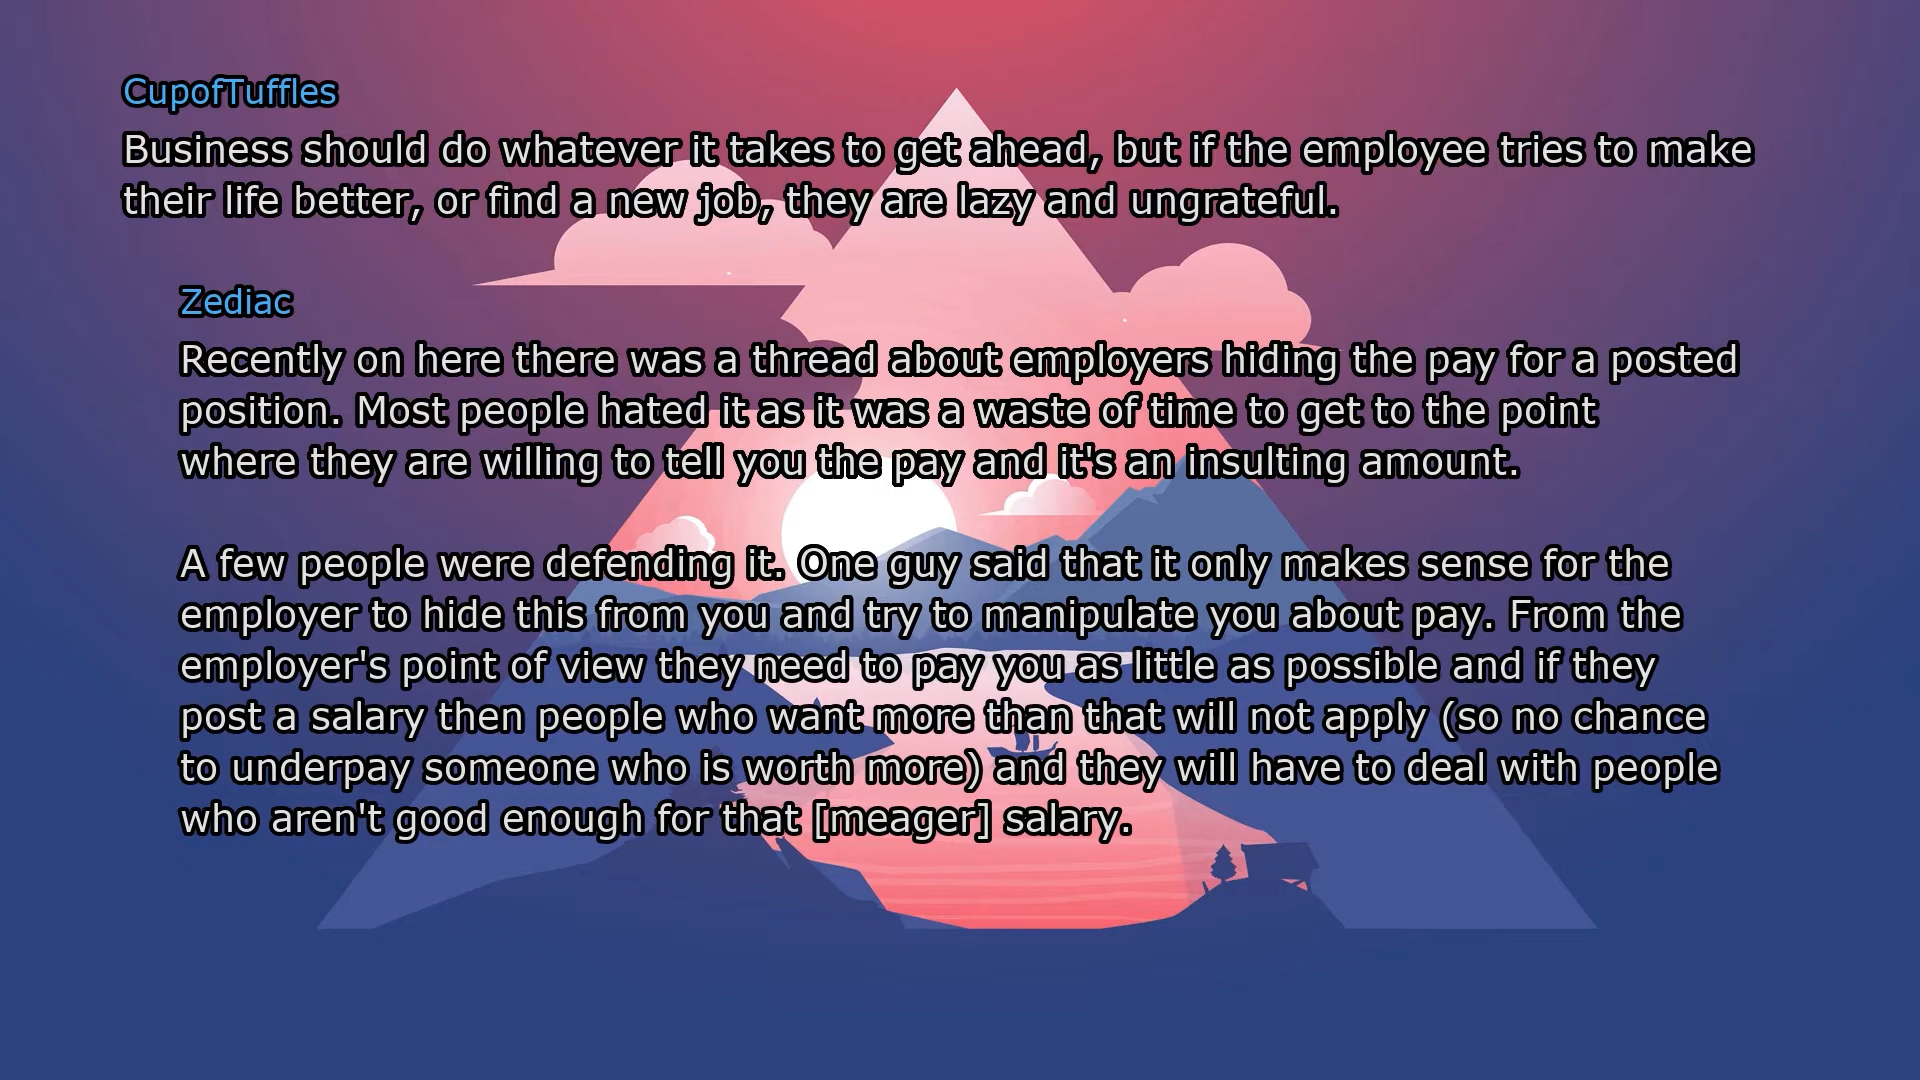 CupofTuffles
Business should do whatever it takes to get ahead, but if the employee tries to make
their life better, or find a new job, they are lazy and ungrateful.
Zediac
Recently on here there was a thread about employers hiding the pay for a posted
position. Most people hated it as it was a waste of time to get to the point
where they are willing to tell you the pay and it's an insulting amount.
A few people were defending it. One guy said that it only makes sense for the
employer to hide this from you and try to manipulate you about pay. From the
employer's point of view they need to pay you as little as possible and if they
post a salary then people who want more than that will not apply (so no chance
to underpay someone who is worth more) and they will have to deal with people
who aren't good enough for that [meager] salary.